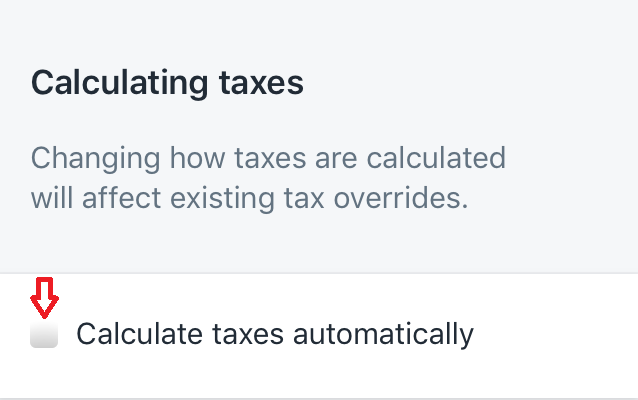 Calculating taxes
Changing how taxes are calculated
will affect existing tax overrides.
Calculate taxes automatically